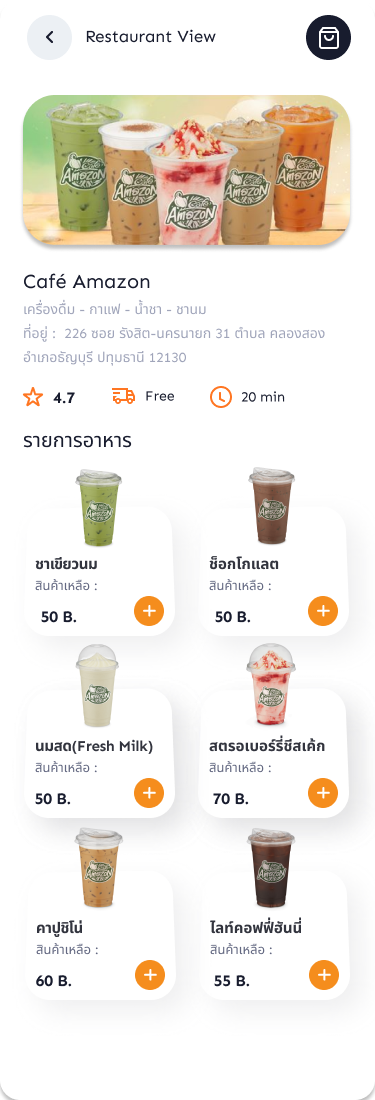 Restaurant View
Café Amazon
เครื่องดื่ม - กาแฟ - น้ำชา - ชานม
ที่อยู่ : 226 ซอย รังสิต-นครนายก 31 ตำบล คลองสอง
อำเภอธัญบุรี ปทุมธานี 12130
4.7 Free 20 min
รายการอาหาร
ชาเขียวนม ช็อกโกแลต
สินค้าเหลือ : สินค้าเหลือ :
50 B. 50 B.
นมสด(Fresh Milk) สตรอเบอร์รี่ชีสเค้ก
สินค้าเหลือ : สินค้าเหลือ :
50 B. 70 B.
คาปูชิโน่ ไลท์คอฟฟี่ฮันนี่
สินค้าเหลือ : สินค้าเหลือ :
60 B. 55 B.